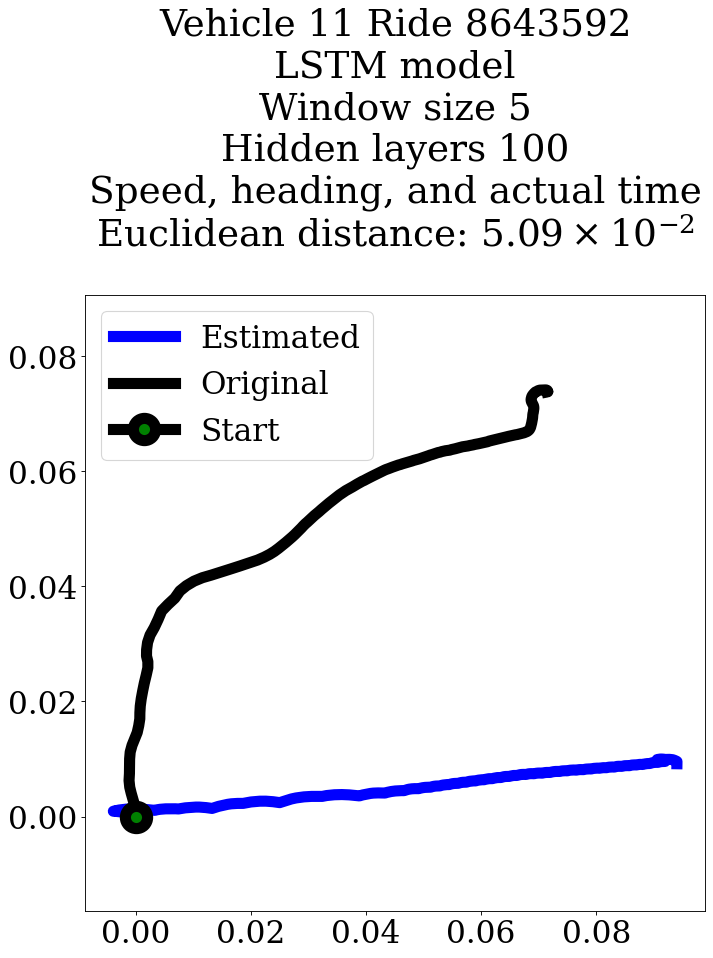 Vehicle 11 Ride 8643592
LSTM model
Window size 5
Hidden layers 100
Speed, heading, and actual time
Euclidean distance: 5.09 × 10⁻²
Estimated
Original
Start
0.08
0.06
0.04
0.02
0.00
0.00 0.02 0.04 0.06 0.08